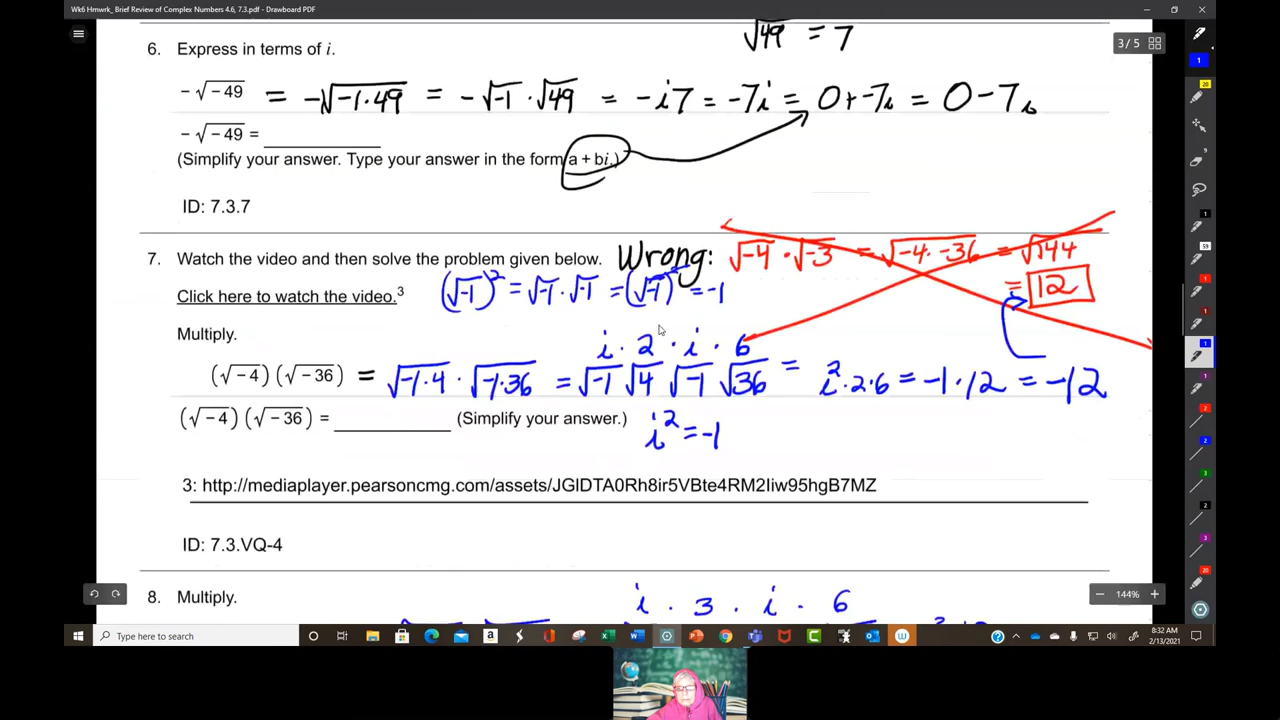 Wk6 Hmwrk_ Brief Review of Complex Numbers 4.6, 7.3.pdf - Drawboard PDF
√49 = 7
3 / 5
6. Express in terms of i.
- √-49 = -√-1·49 = -√-1 · √49 = -i7 = -7i = 0+-7i = 0-7i
- √-49 =
(Simplify your answer. Type your answer in the form a + bi.)
ID: 7.3.7
7. Watch the video and then solve the problem given below. Wrong: √-4 · √-3 = √-4·-36 = √144
Click here to watch the video.3 (√-1)² = √-1 · √-1 = (√-1)² = -1 = 12
Multiply.
i · 2 · i · 6
(√-4)(√-36) = √-1·4 · √-1·36 = √-1 √4 √-1 √36 = i²·2·6 = -1·12 = -12
(√-4)(√-36) = (Simplify your answer.) i² = -1
3: http://mediaplayer.pearsoncmg.com/assets/JGIDTA0Rh8ir5VBte4RM2Iiw95hgB7MZ
ID: 7.3.VQ-4
8. Multiply. i · 3 · i · 6
144%
Type here to search
8:32 AM
2/13/2021